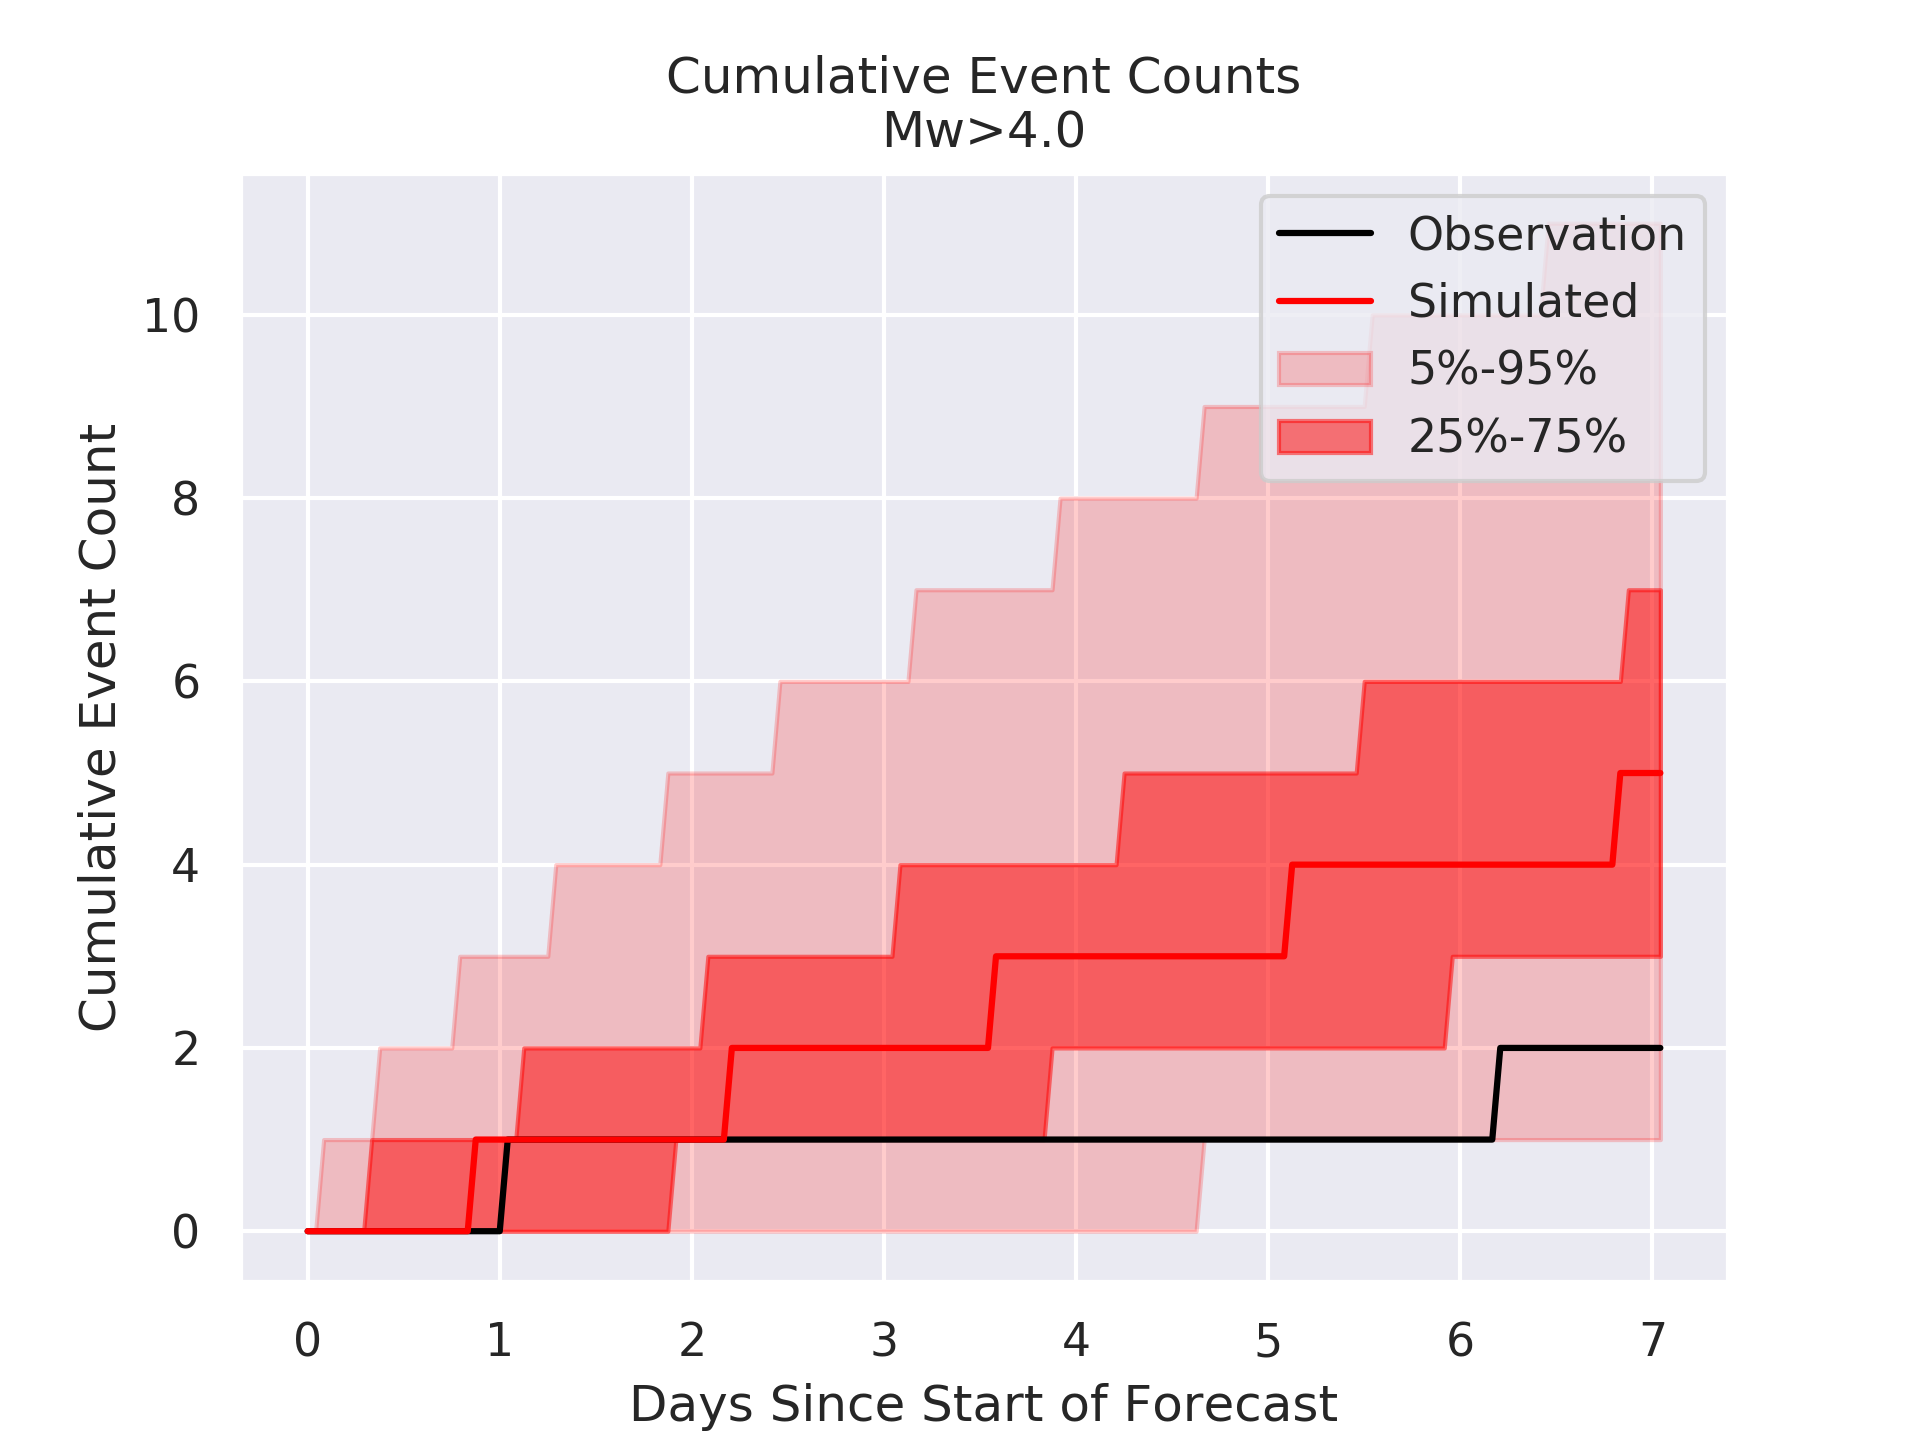 Cumulative Event Counts
Mw>4.0
Observation
Simulated
5%-95%
25%-75%
Cumulative Event Count
10
8
6
4
2
0
0 1 2 3 4 5 6 7
Days Since Start of Forecast